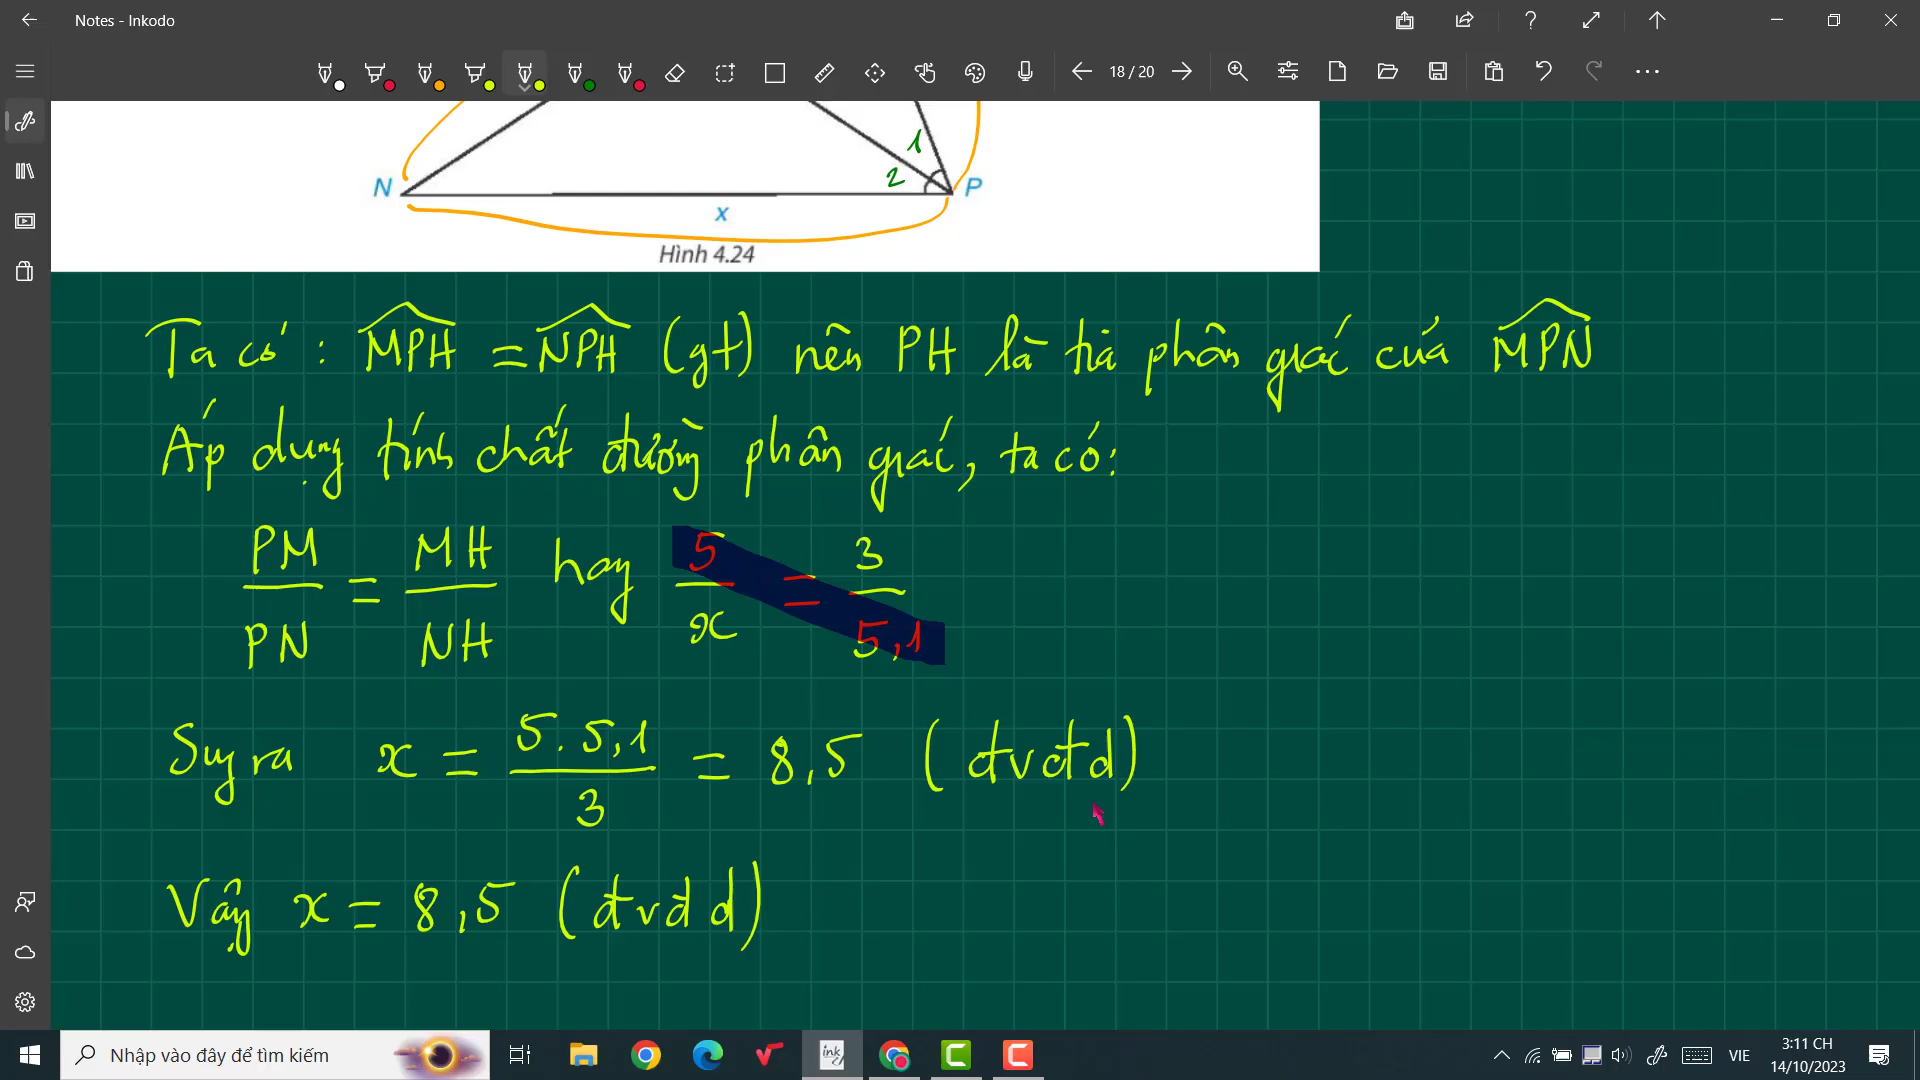 Notes - Inkodo
18 / 20
1
2
N
P
x
Hình 4.24
Ta có : MPH = NPH (gt) nên PH là tia phân giác của MPN
Áp dụng tính chất đường phân giác, ta có:
PM/PN = MH/NH hay 5/x = 3/5,1
Suy ra x = 5.5,1/3 = 8,5 (đvđd)
Vậy x = 8,5 (đvđd)
Nhập vào đây để tìm kiếm
ink
VIE
3:11 CH
14/10/2023